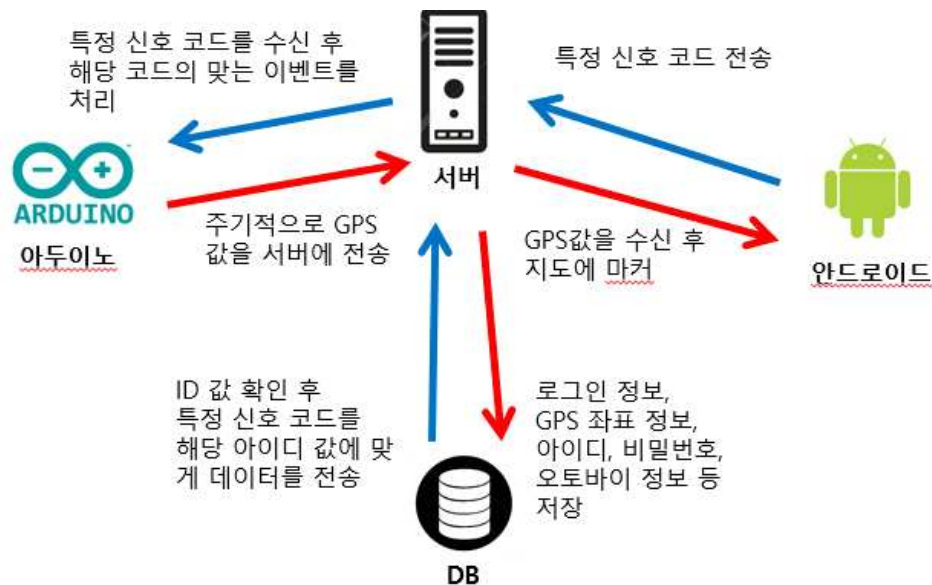 특정 신호 코드를 수신 후
해당 코드의 맞는 이벤트를
처리
특정 신호 코드 전송
ARDUINO
아두이노
서버
주기적으로 GPS
값을 서버에 전송
GPS값을 수신 후
지도에 마커
안드로이드
ID 값 확인 후
특정 신호 코드를
해당 아이디 값에 맞
게 데이터를 전송
로그인 정보,
GPS 좌표 정보,
아이디, 비밀번호,
오토바이 정보 등
저장
DB